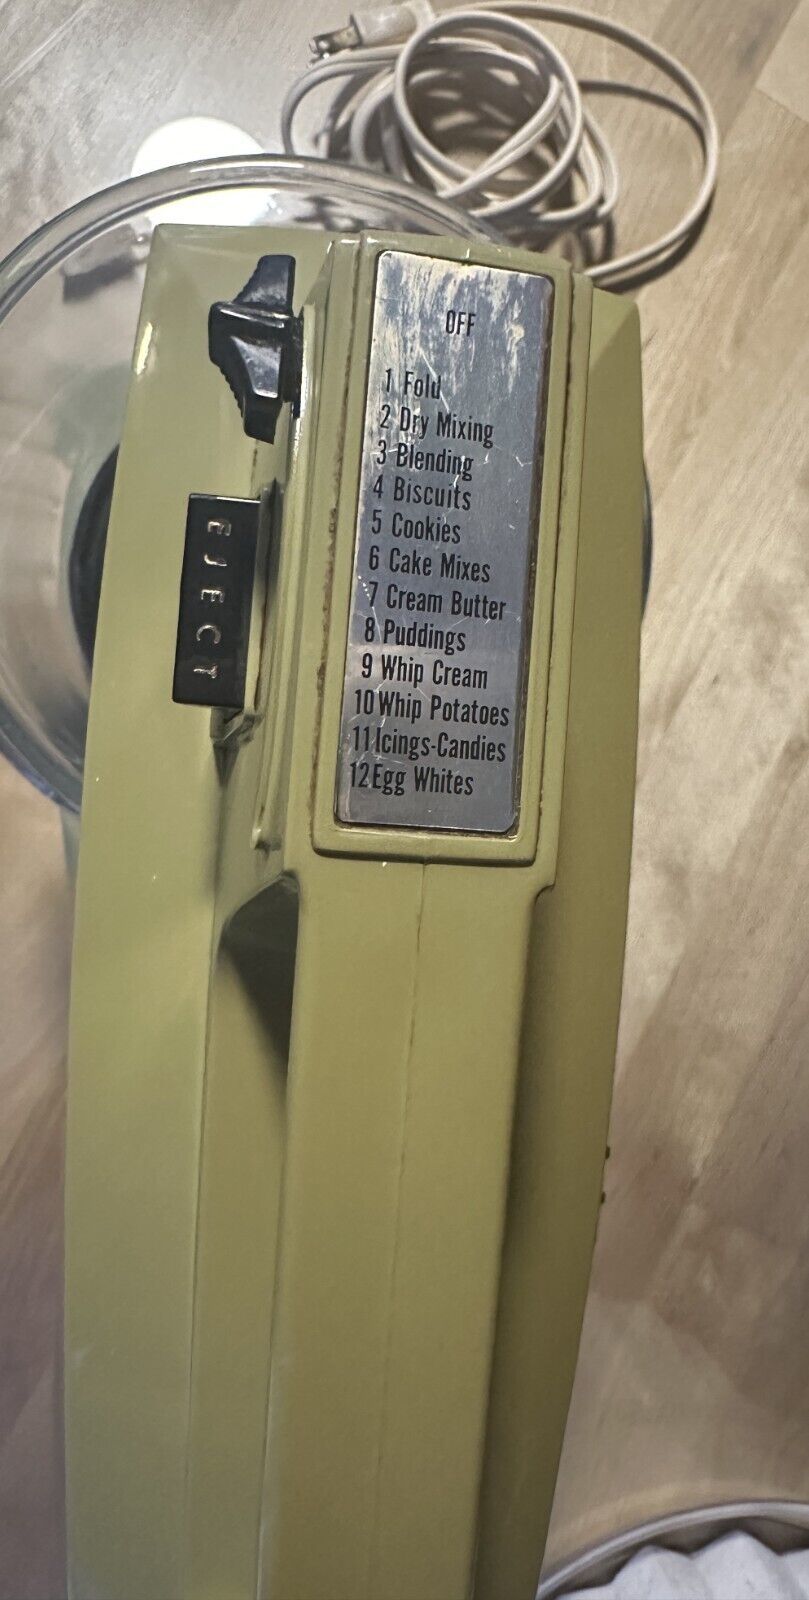 OFF
1 Fold
2 Dry Mixing
3 Blending
4 Biscuits
5 Cookies
6 Cake Mixes
7 Cream Butter
8 Puddings
9 Whip Cream
10 Whip Potatoes
11 Icings-Candies
12 Egg Whites
EJECT